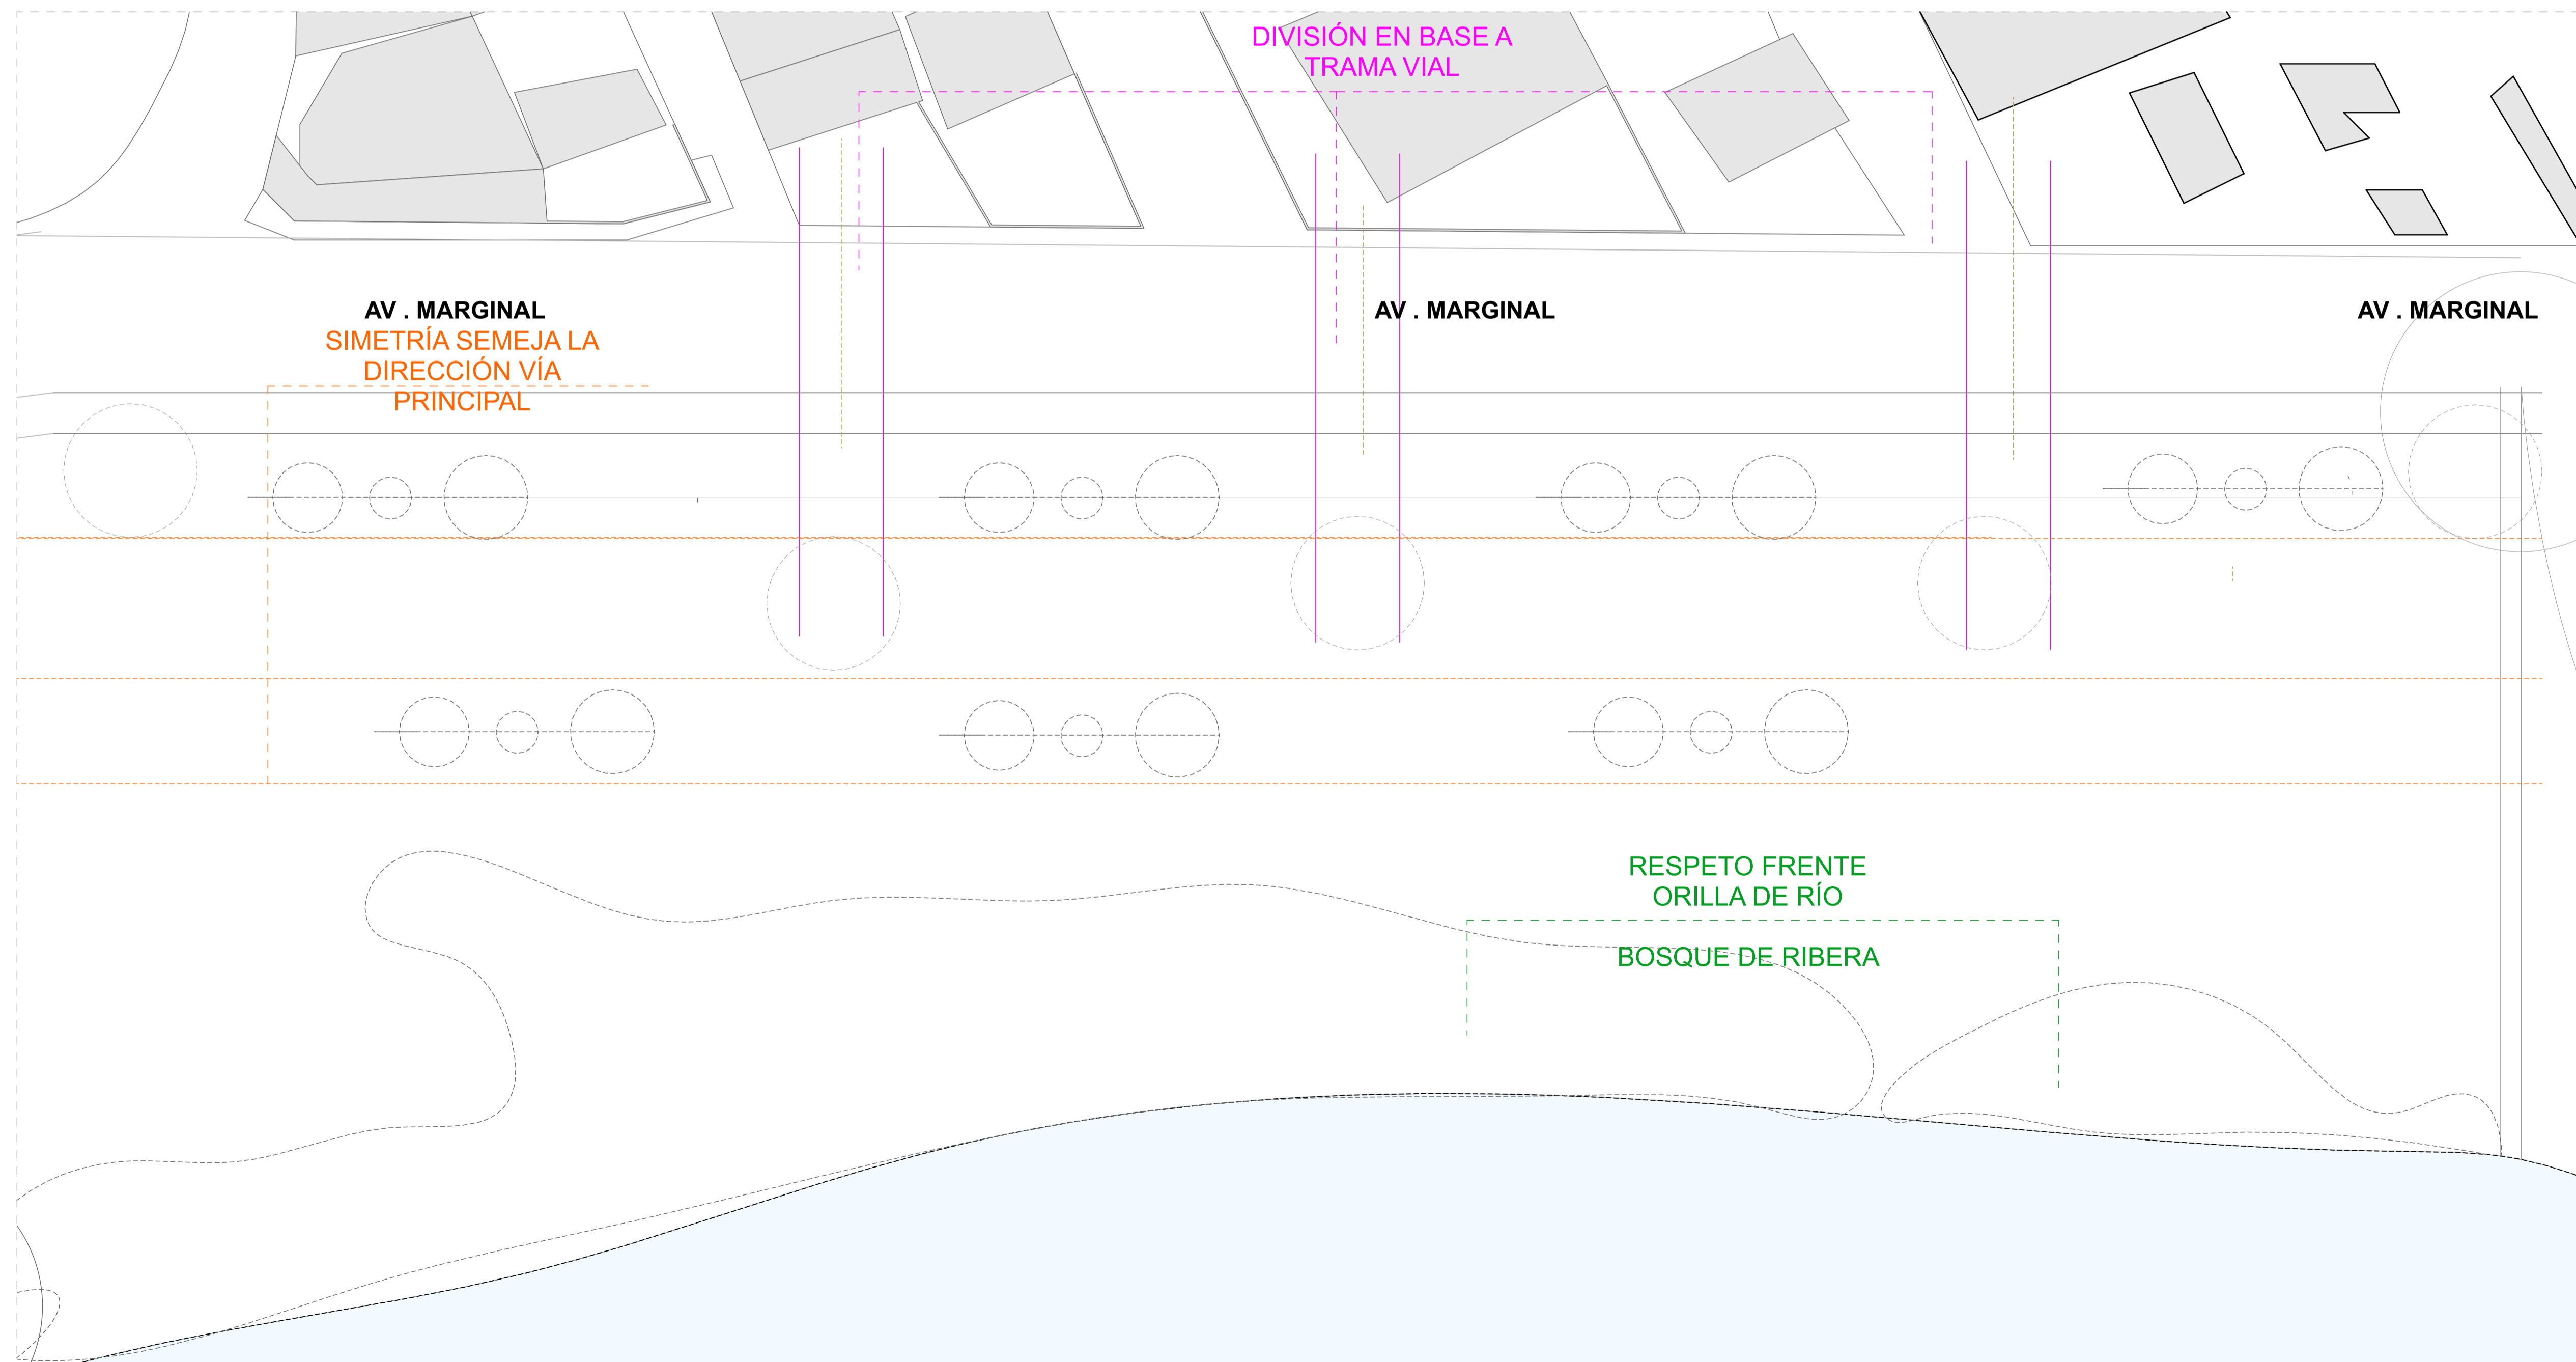 DIVISIÓN EN BASE A
TRAMA VIAL
AV . MARGINAL
AV . MARGINAL
AV . MARGINAL
SIMETRÍA SEMEJA LA
DIRECCIÓN VÍA
PRINCIPAL
RESPETO FRENTE
ORILLA DE RÍO
BOSQUE DE RIBERA